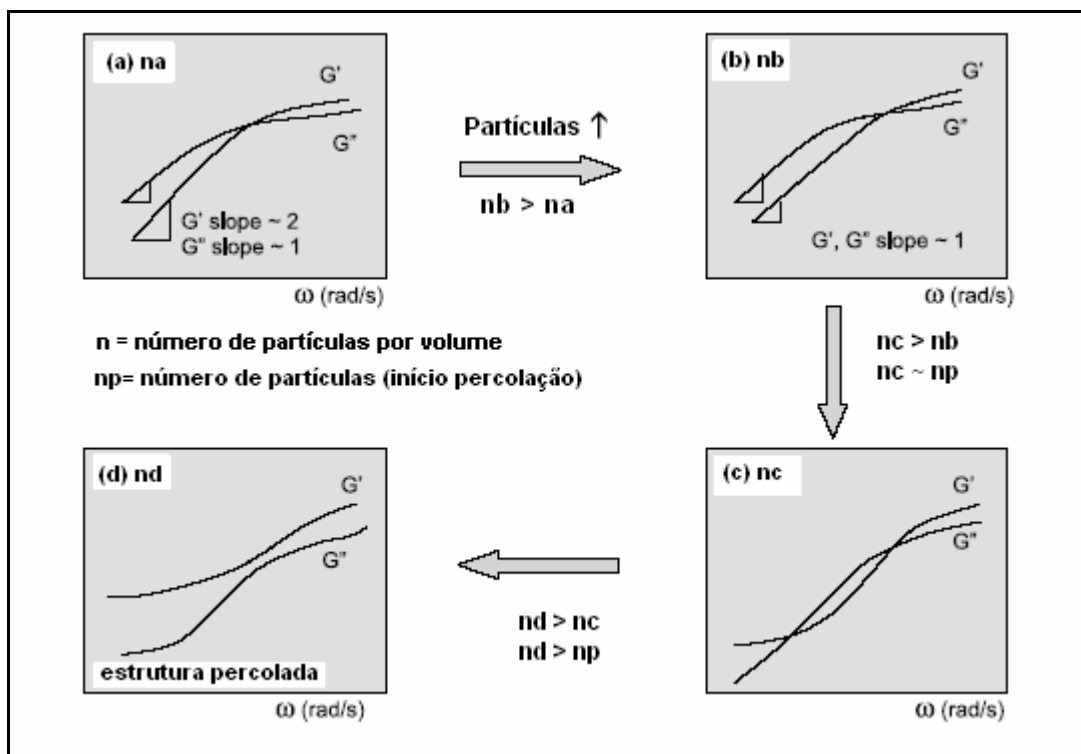 (a) na
G'
G"
G' slope ~ 2
G" slope ~ 1
ω (rad/s)
Partículas ↑
nb > na
(b) nb
G'
G"
G', G" slope ~ 1
ω (rad/s)
n = número de partículas por volume
np= número de partículas (início percolação)
nc > nb
nc ~ np
(c) nc
G'
G"
ω (rad/s)
nd > nc
nd > np
(d) nd
G'
G"
estrutura percolada
ω (rad/s)